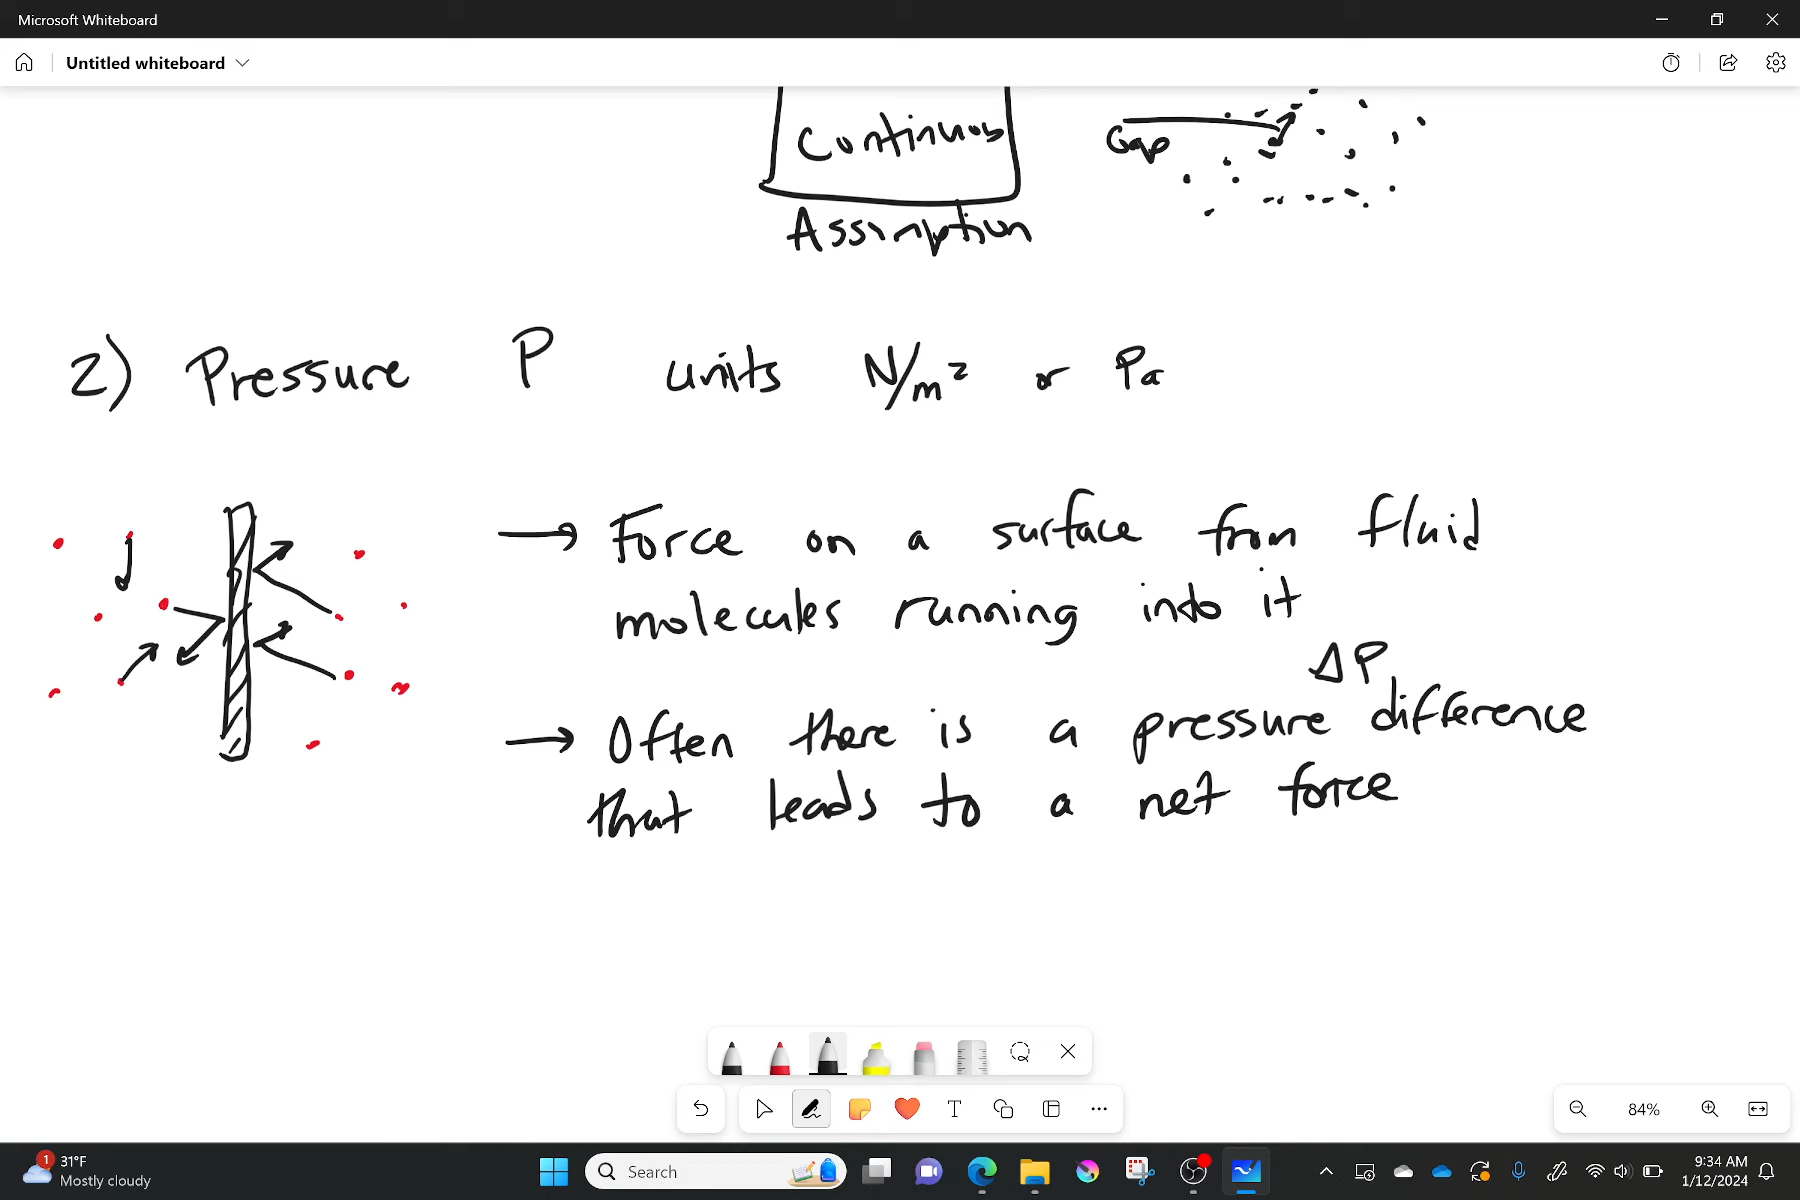 Microsoft Whiteboard
Untitled whiteboard
Continuous
Assumption
Gap
2) Pressure P units N/m² or Pa
→ Force on a surface from fluid
molecules running into it
ΔP
→ Often there is a pressure difference
that leads to a net force
T
84%
1
31°F
Mostly cloudy
Search
9:34 AM
1/12/2024